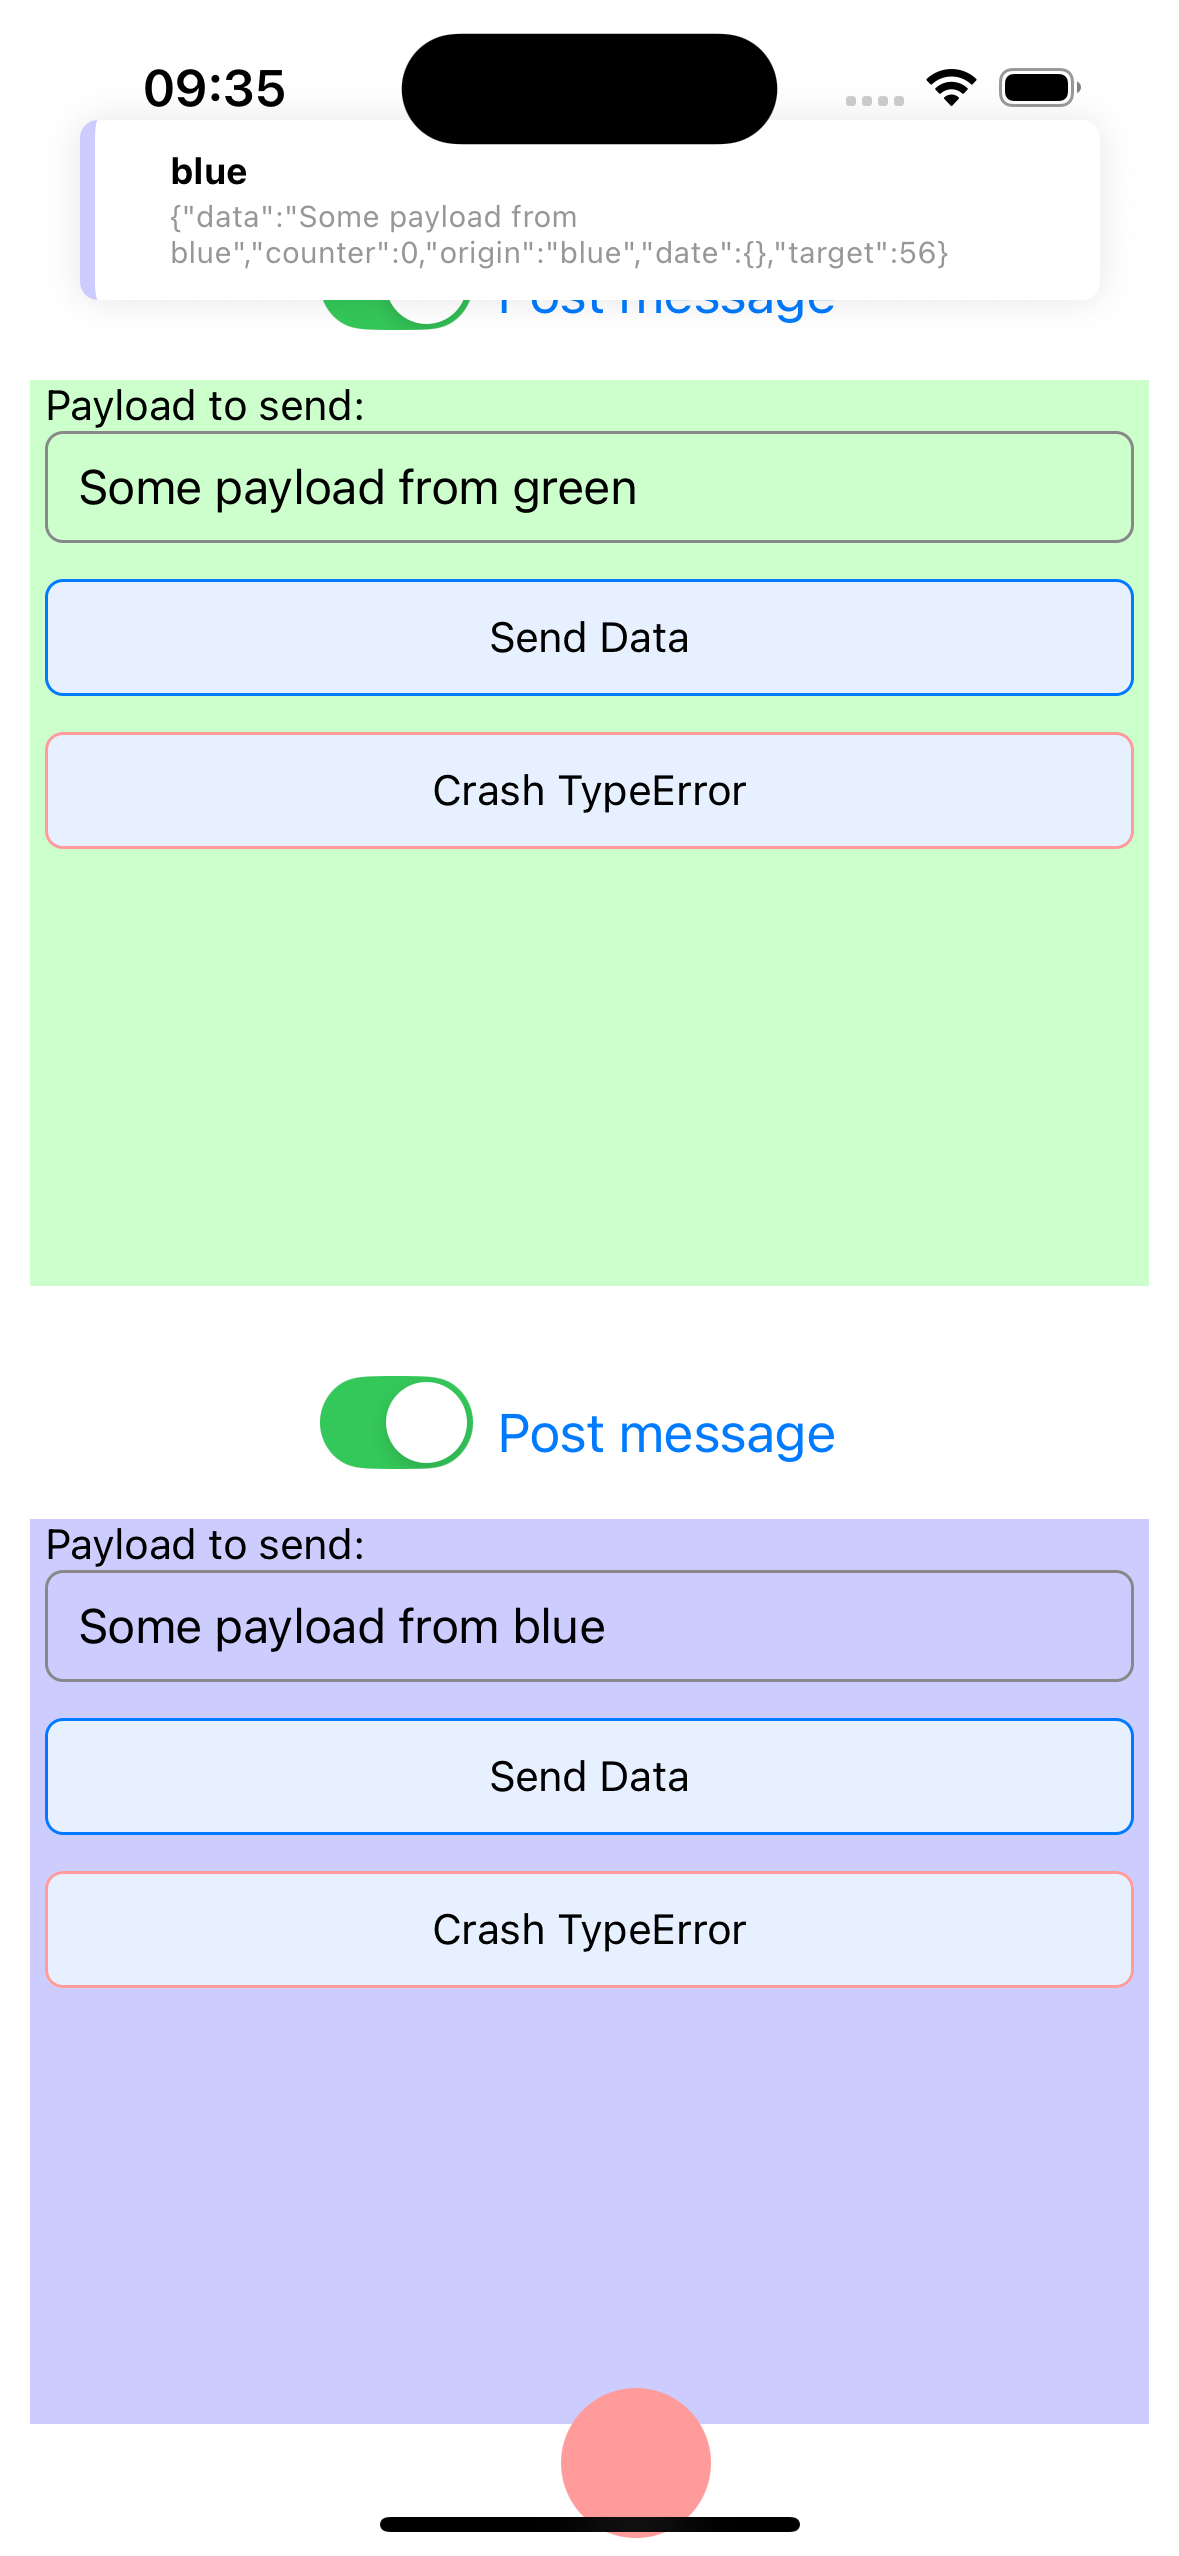 09:35
blue
{"data":"Some payload from
blue","counter":0,"origin":"blue","date":{},"target":56}
Post message
Payload to send:
Some payload from green
Send Data
Crash TypeError
Post message
Payload to send:
Some payload from blue
Send Data
Crash TypeError